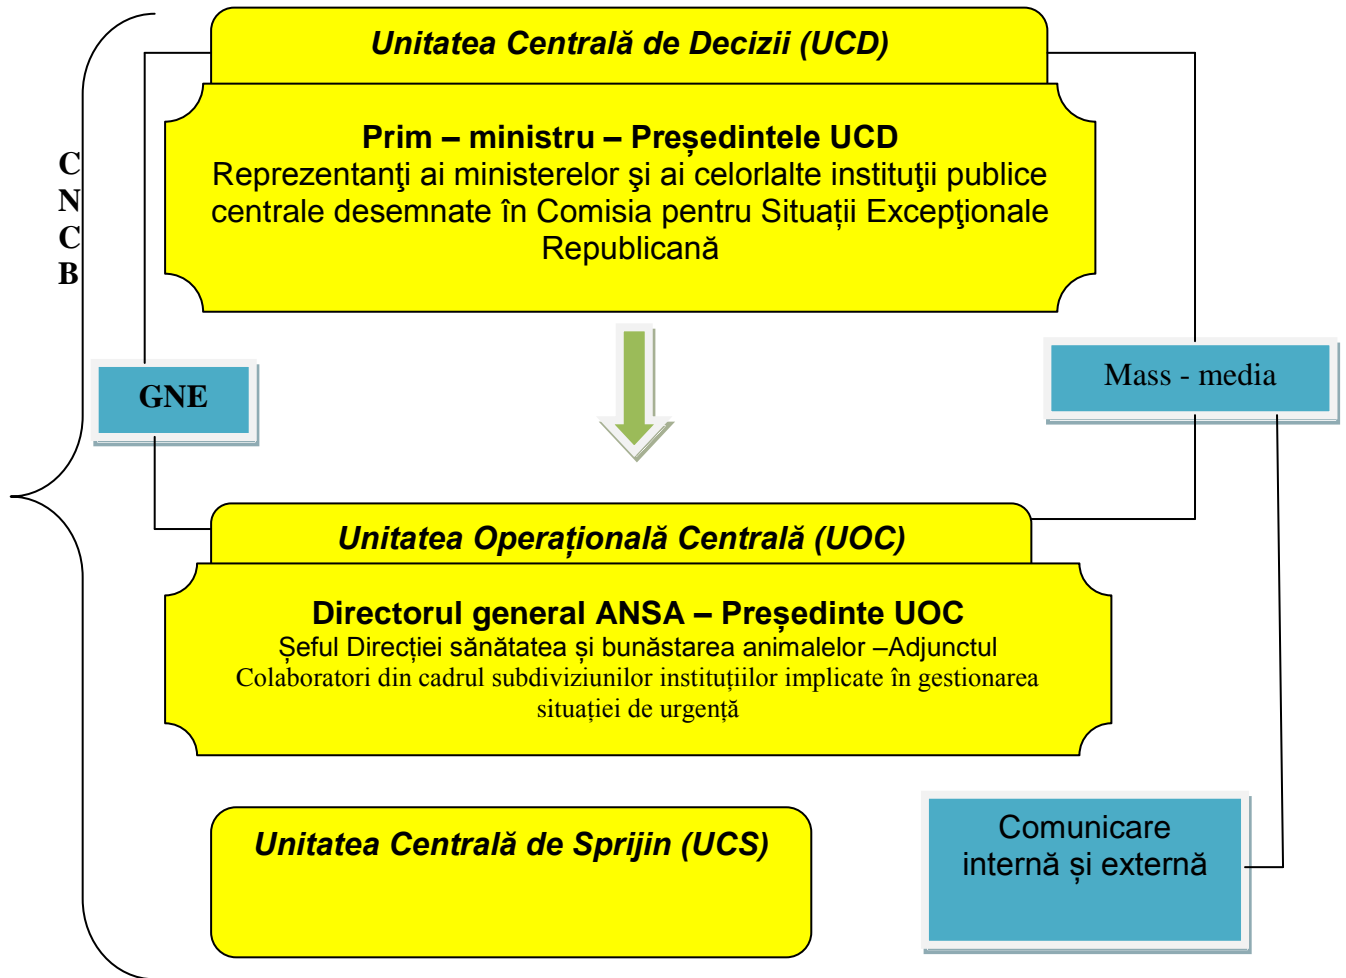 Unitatea Centrală de Decizii (UCD)
Prim – ministru – Președintele UCD
Reprezentanţi ai ministerelor şi ai celorlalte instituţii publice
centrale desemnate în Comisia pentru Situații Excepţionale
Republicană
C
N
C
B
GNE
Mass - media
Unitatea Operațională Centrală (UOC)
Directorul general ANSA – Președinte UOC
Șeful Direcției sănătatea și bunăstarea animalelor –Adjunctul
Colaboratori din cadrul subdiviziunilor instituțiilor implicate în gestionarea
situației de urgență
Unitatea Centrală de Sprijin (UCS)
Comunicare
internă și externă